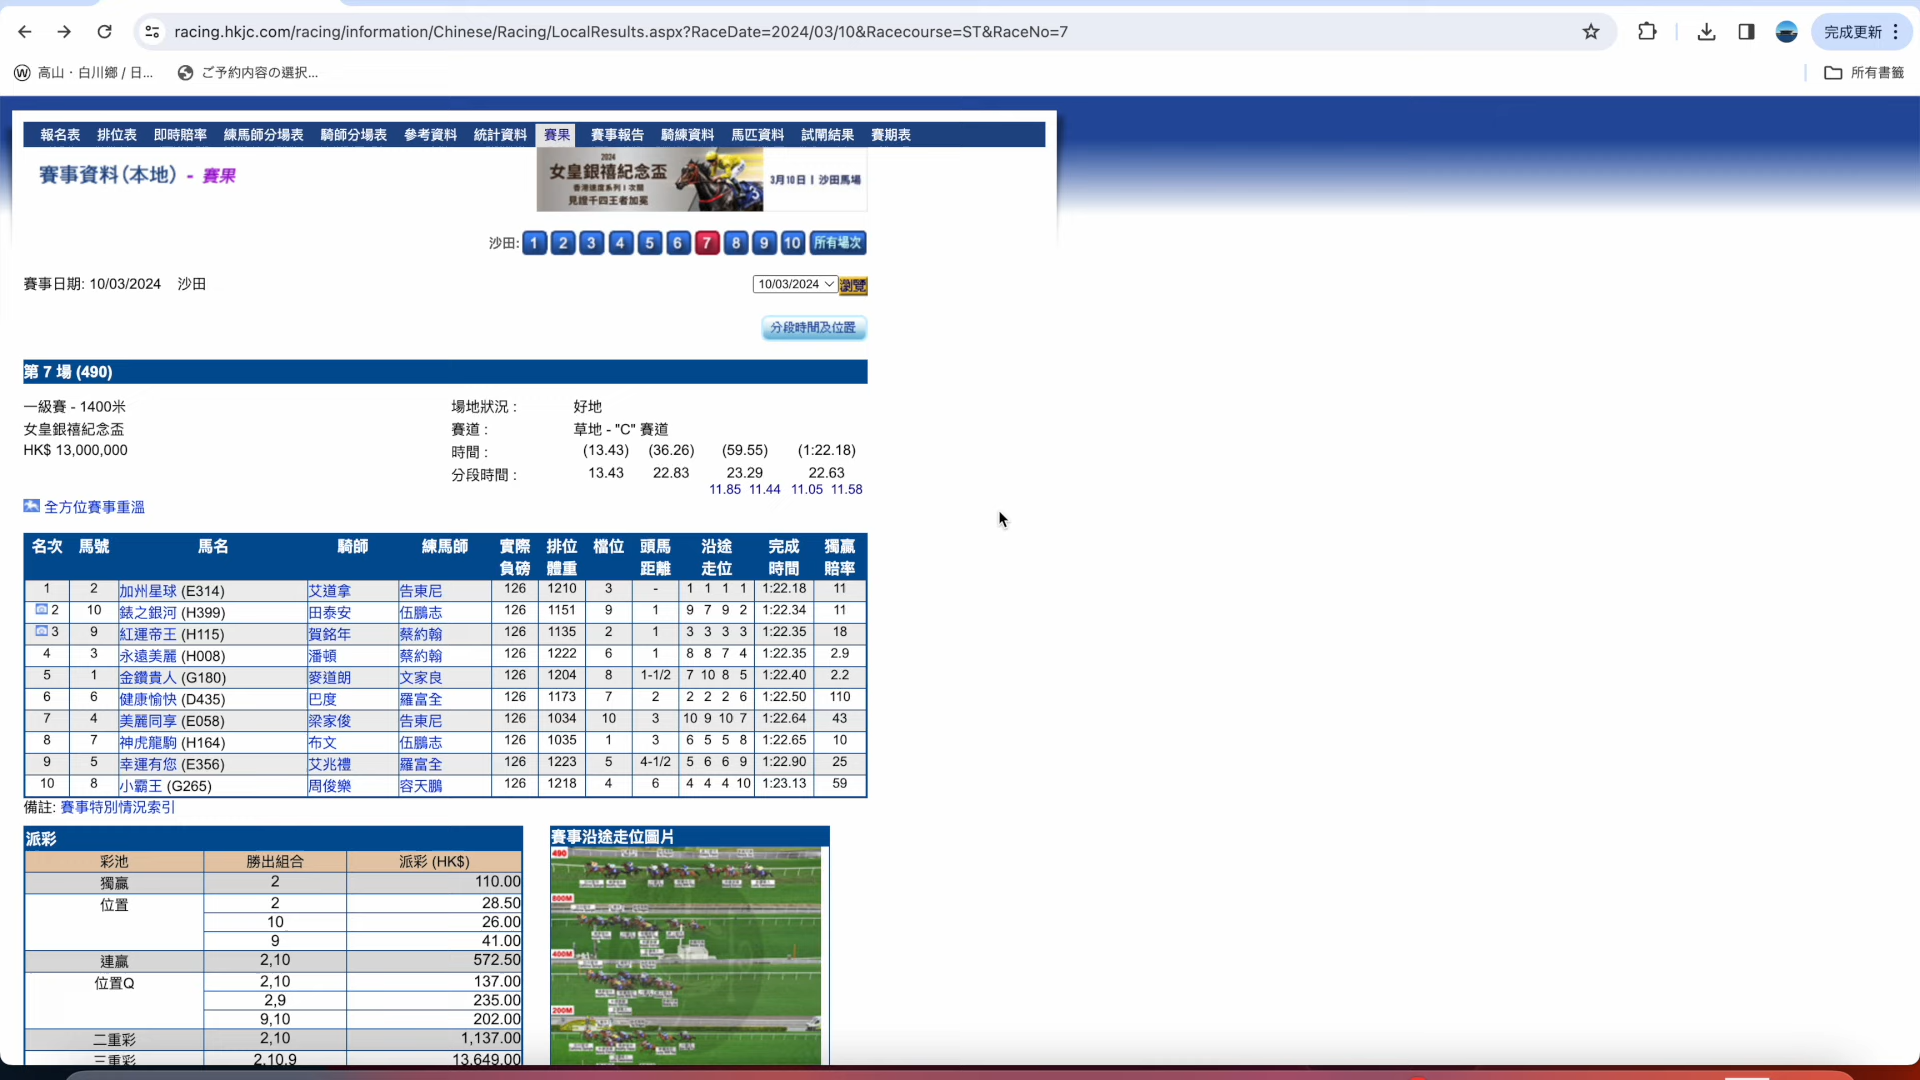 racing.hkjc.com/racing/information/Chinese/Racing/LocalResults.aspx?RaceDate=2024/03/10&Racecourse=ST&RaceNo=7
完成更新
高山・白川鄉 / 日...
ご予約内容の選択...
所有書籤
報名表 排位表 即時賠率 練馬師分場表 騎師分場表 參考資料 統計資料 賽果 賽事報告 騎練資料 馬匹資料 試閘結果 賽期表
賽事資料(本地) - 賽果
2024
女皇銀禧紀念盃
香港速度系列 I 次關
見證千四王者加冕
3月10日 I 沙田馬場
沙田: 1 2 3 4 5 6 7 8 9 10 所有場次
賽事日期: 10/03/2024 沙田
10/03/2024 瀏覽
分段時間及位置
第 7 場 (490)
一級賽 - 1400米 場地狀況 : 好地
女皇銀禧紀念盃 賽道 : 草地 - "C" 賽道
HK$ 13,000,000 時間 : (13.43) (36.26) (59.55) (1:22.18)
分段時間 : 13.43 22.83 23.29 22.63
11.85 11.44 11.05 11.58
全方位賽事重溫
名次 馬號 馬名 騎師 練馬師 實際負磅 排位體重 檔位 頭馬距離 沿途走位 完成時間 獨贏賠率
1 2 加州星球 (E314) 艾道拿 告東尼 126 1210 3 - 1 1 1 1 1:22.18 11
2 10 錶之銀河 (H399) 田泰安 伍鵬志 126 1151 9 1 9 7 9 2 1:22.34 11
3 9 紅運帝王 (H115) 賀銘年 蔡約翰 126 1135 2 1 3 3 3 3 1:22.35 18
4 3 永遠美麗 (H008) 潘頓 蔡約翰 126 1222 6 1 8 8 7 4 1:22.35 2.9
5 1 金鑽貴人 (G180) 麥道朗 文家良 126 1204 8 1-1/2 7 10 8 5 1:22.40 2.2
6 6 健康愉快 (D435) 巴度 羅富全 126 1173 7 2 2 2 2 6 1:22.50 110
7 4 美麗同享 (E058) 梁家俊 告東尼 126 1034 10 3 10 9 10 7 1:22.64 43
8 7 神虎龍駒 (H164) 布文 伍鵬志 126 1035 1 3 6 5 5 8 1:22.65 10
9 5 幸運有您 (E356) 艾兆禮 羅富全 126 1223 5 4-1/2 5 6 6 9 1:22.90 25
10 8 小霸王 (G265) 周俊樂 容天鵬 126 1218 4 6 4 4 4 10 1:23.13 59
備註: 賽事特別情況索引
派彩
彩池 勝出組合 派彩 (HK$)
獨贏 2 110.00
位置 2 28.50
10 26.00
9 41.00
連贏 2,10 572.50
位置Q 2,10 137.00
2,9 235.00
9,10 202.00
二重彩 2,10 1,137.00
三重彩 2,10,9 13,649.00
賽事沿途走位圖片
490
800M
400M
200M